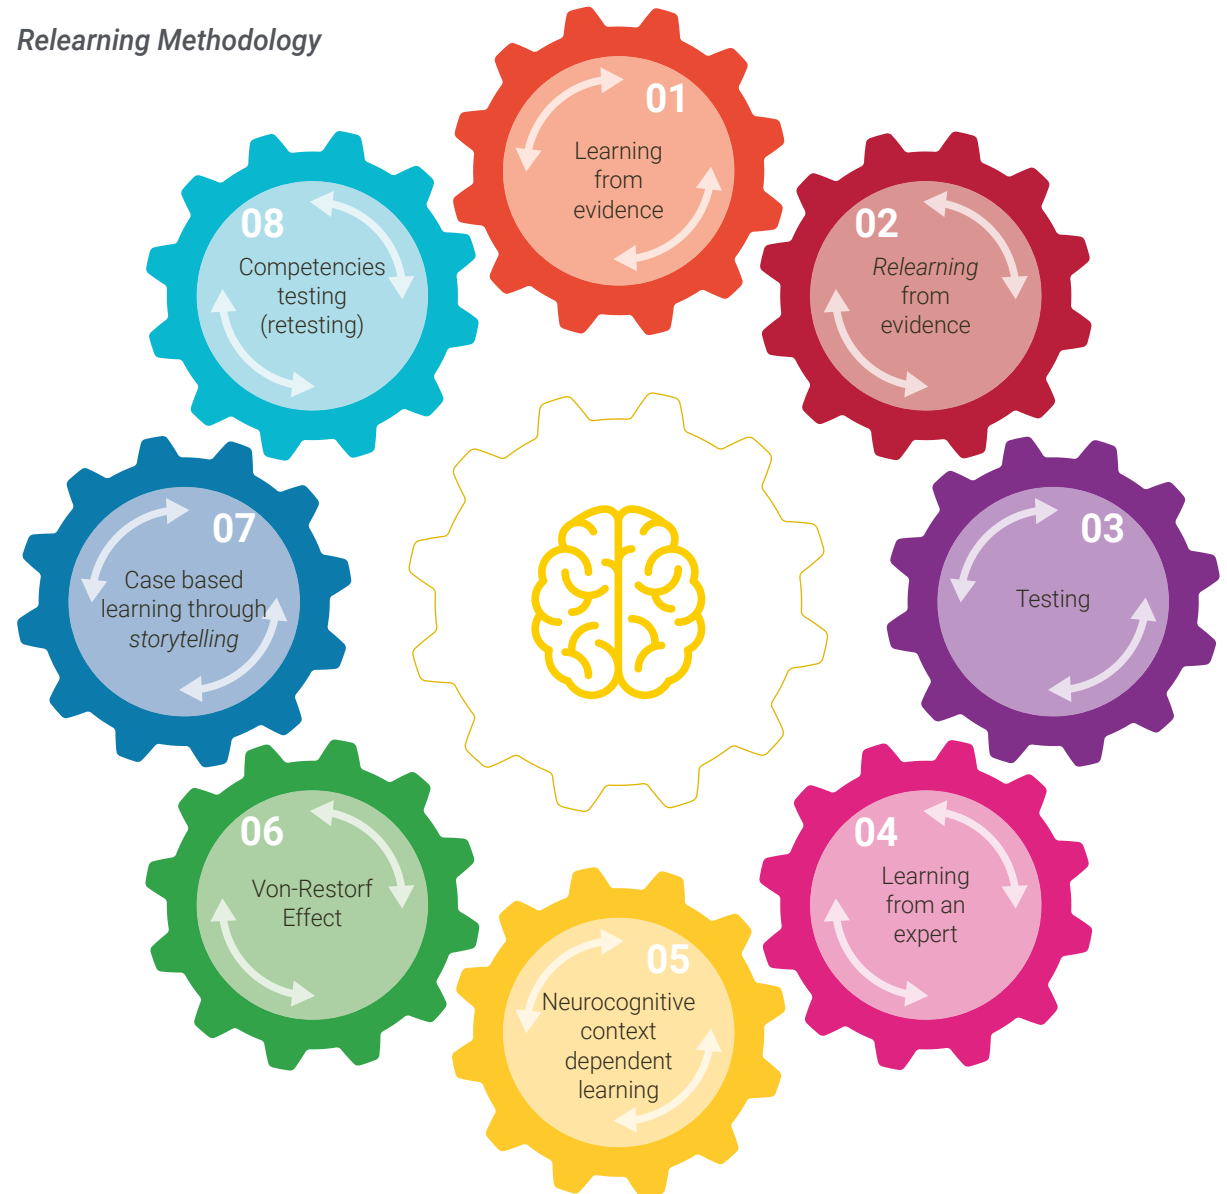 Relearning Methodology
01
Learning
from
evidence
02
Relearning
from
evidence
03
Testing
04
Learning
from an
expert
05
Neurocognitive
context
dependent
learning
06
Von-Restorf
Effect
07
Case based
learning through
storytelling
08
Competencies
testing
(retesting)